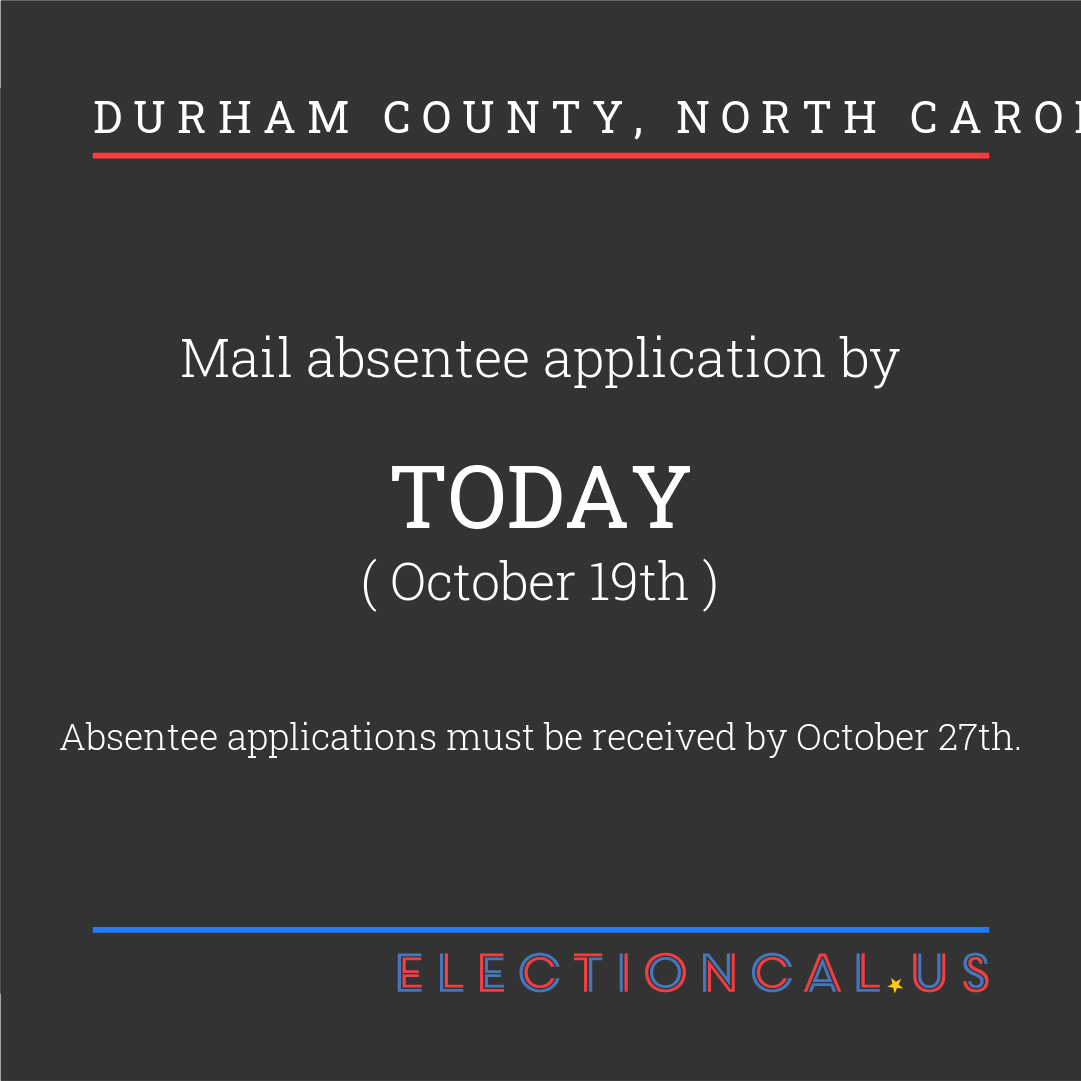 DURHAM COUNTY, NORTH CARO
Mail absentee application by
TODAY
( October 19th )
Absentee applications must be received by October 27th.
ELECTIONCAL.US